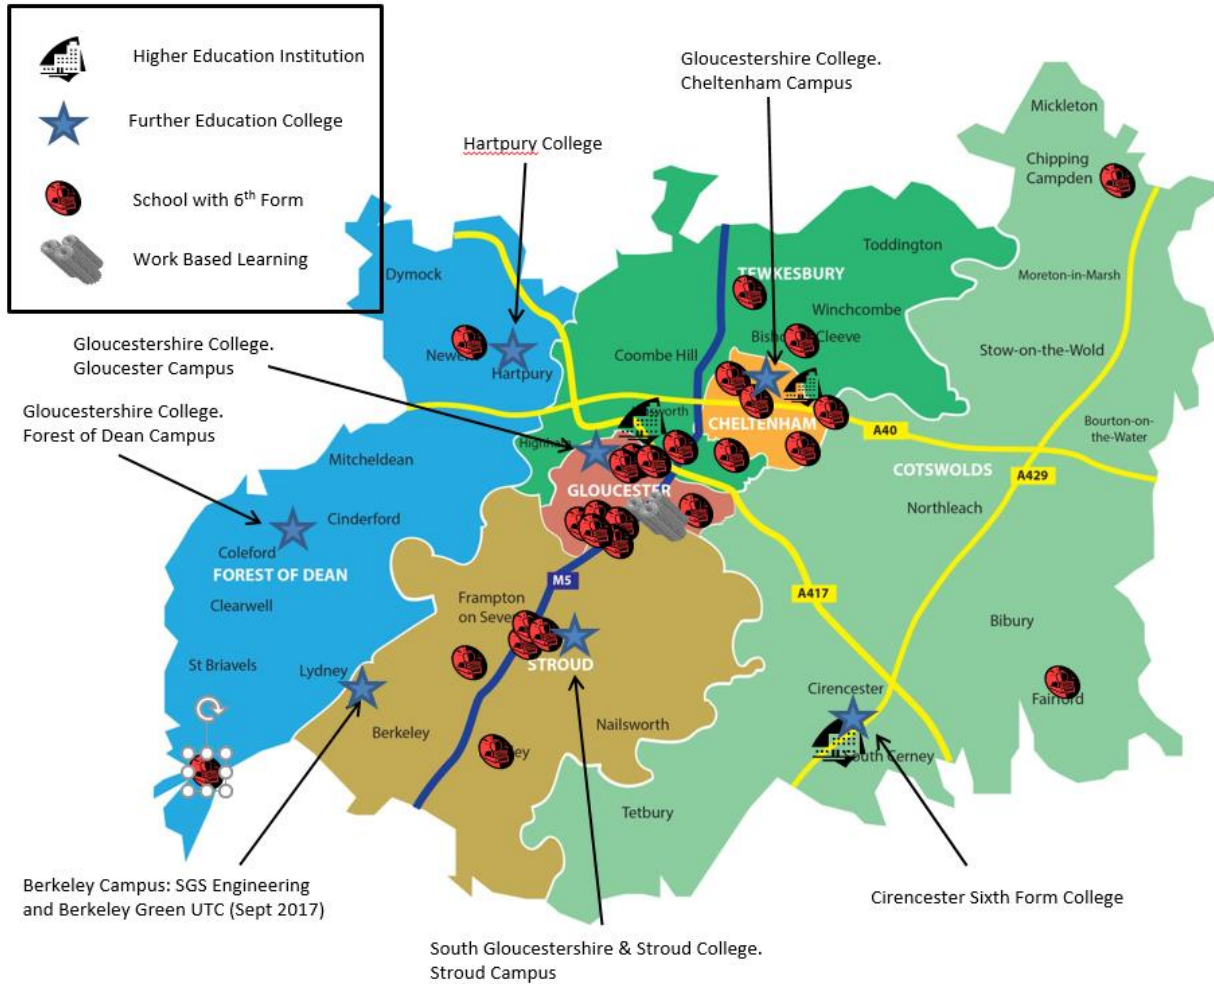 Higher Education Institution
Further Education College
School with 6th Form
Work Based Learning
Gloucestershire College.
Cheltenham Campus
Hartpury College
Gloucestershire College.
Gloucester Campus
Gloucestershire College.
Forest of Dean Campus
Mickleton
Chipping
Campden
Toddington
TEWKESBURY
Dymock
Moreton-in-Marsh
Winchcombe
Cleeve
Coombe Hill
Stow-on-the-Wold
Hartpury
Bourton-on-
the-Water
CHELTENHAM
A40
COTSWOLDS
A429
Mitcheldean
GLOUCESTER
Northleach
Cinderford
Coleford
FOREST OF DEAN
M5
A417
Clearwell
Frampton
on
Bibury
St Briavels
Lydney
STROUD
Cirencester
Fairford
Berkeley
Nailsworth
South Cerney
Tetbury
Berkeley Campus: SGS Engineering
and Berkeley Green UTC (Sept 2017)
Cirencester Sixth Form College
South Gloucestershire & Stroud College.
Stroud Campus